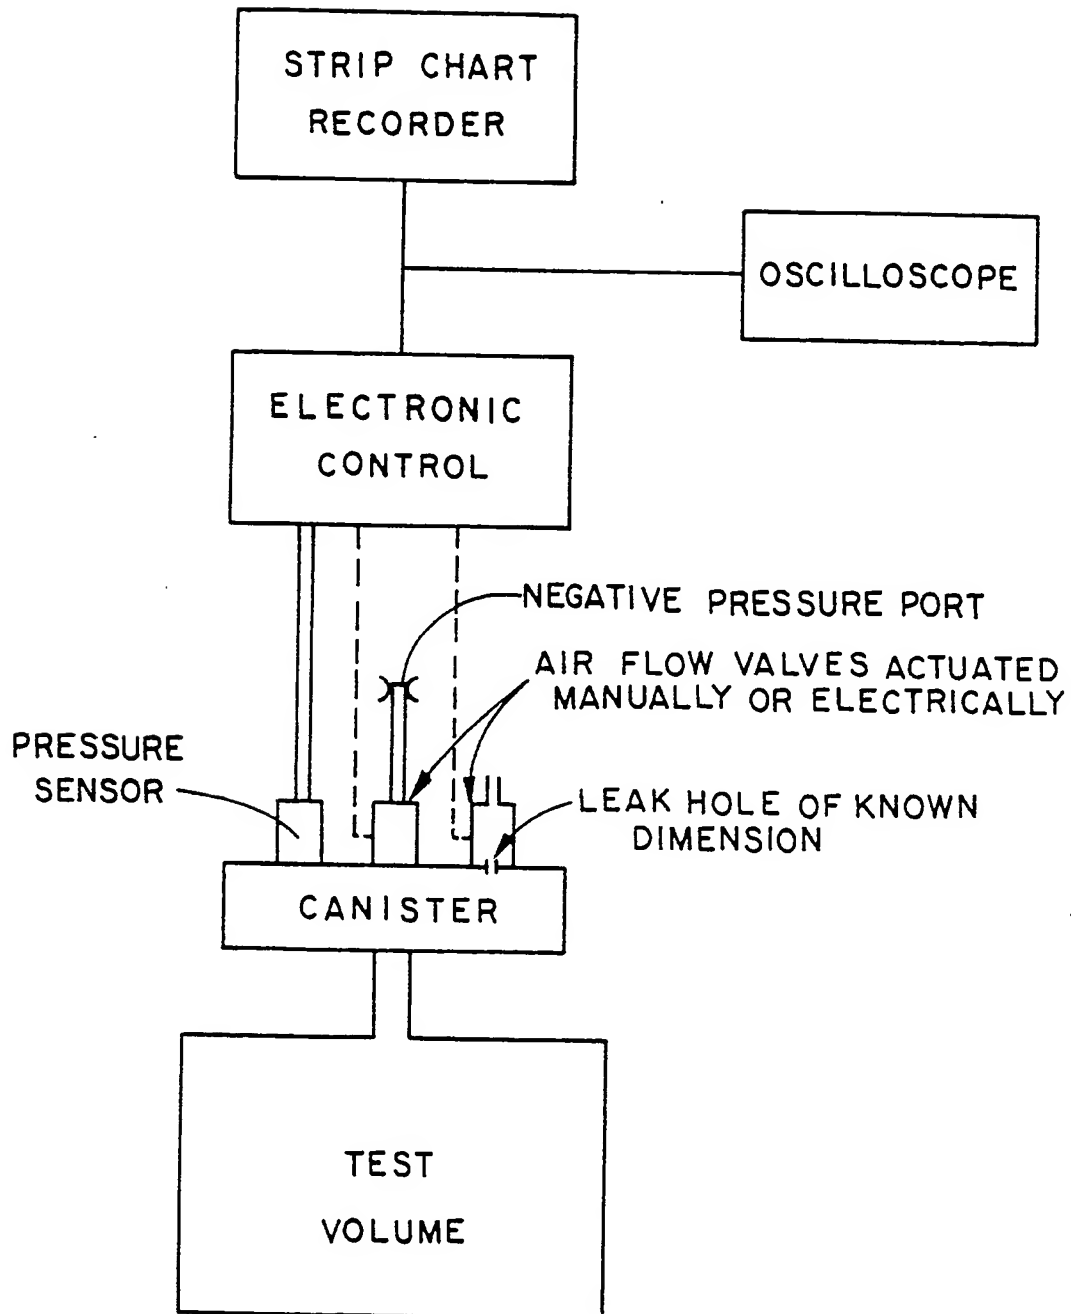 STRIP CHART
RECORDER
OSCILLOSCOPE
ELECTRONIC
CONTROL
NEGATIVE PRESSURE PORT
AIR FLOW VALVES ACTUATED
MANUALLY OR ELECTRICALLY
PRESSURE
SENSOR
LEAK HOLE OF KNOWN
DIMENSION
CANISTER
TEST
VOLUME